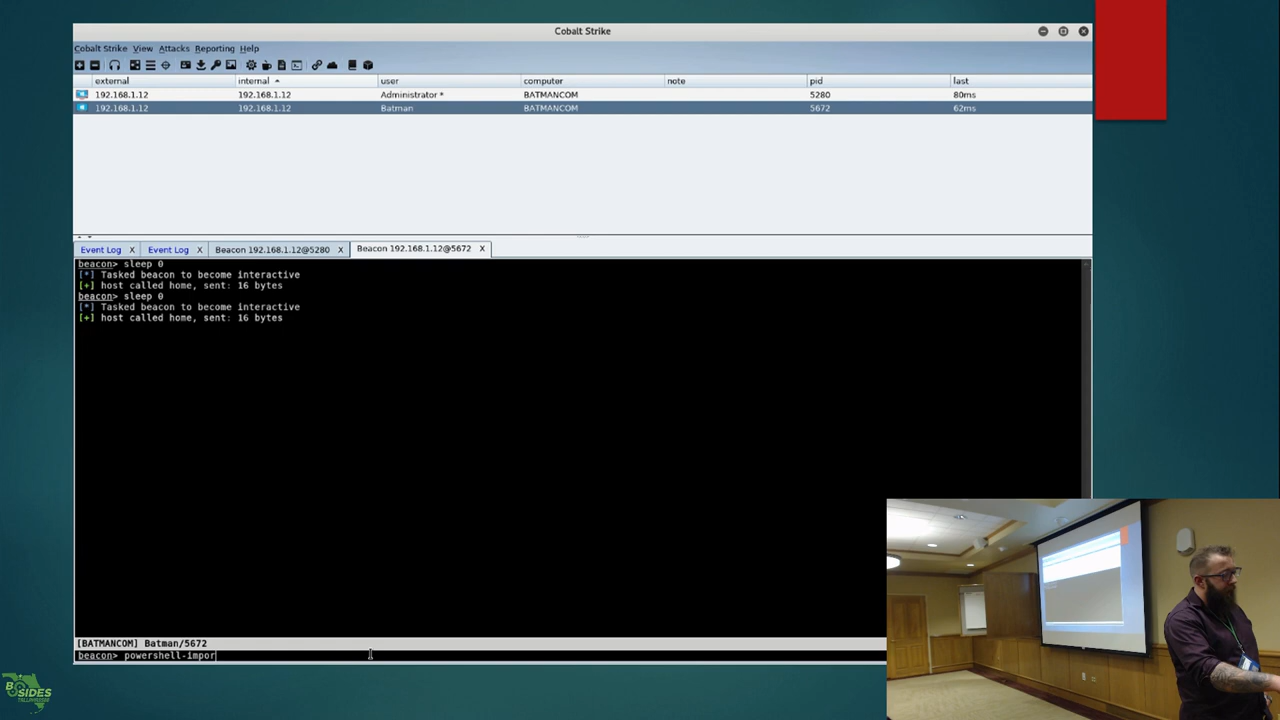 Cobalt Strike
Cobalt Strike View Attacks Reporting Help
external internal user computer note pid last
192.168.1.12 192.168.1.12 Administrator * BATMANCOM 5280 80ms
192.168.1.12 192.168.1.12 Batman BATMANCOM 5672 62ms
Event Log X Event Log X Beacon 192.168.1.12@5280 X Beacon 192.168.1.12@5672 X
beacon> sleep 0
[*] Tasked beacon to become interactive
[+] host called home, sent: 16 bytes
beacon> sleep 0
[*] Tasked beacon to become interactive
[+] host called home, sent: 16 bytes
[BATMANCOM] Batman/5672
beacon> powershell-impor
BSIDES
TALLAHASSEE